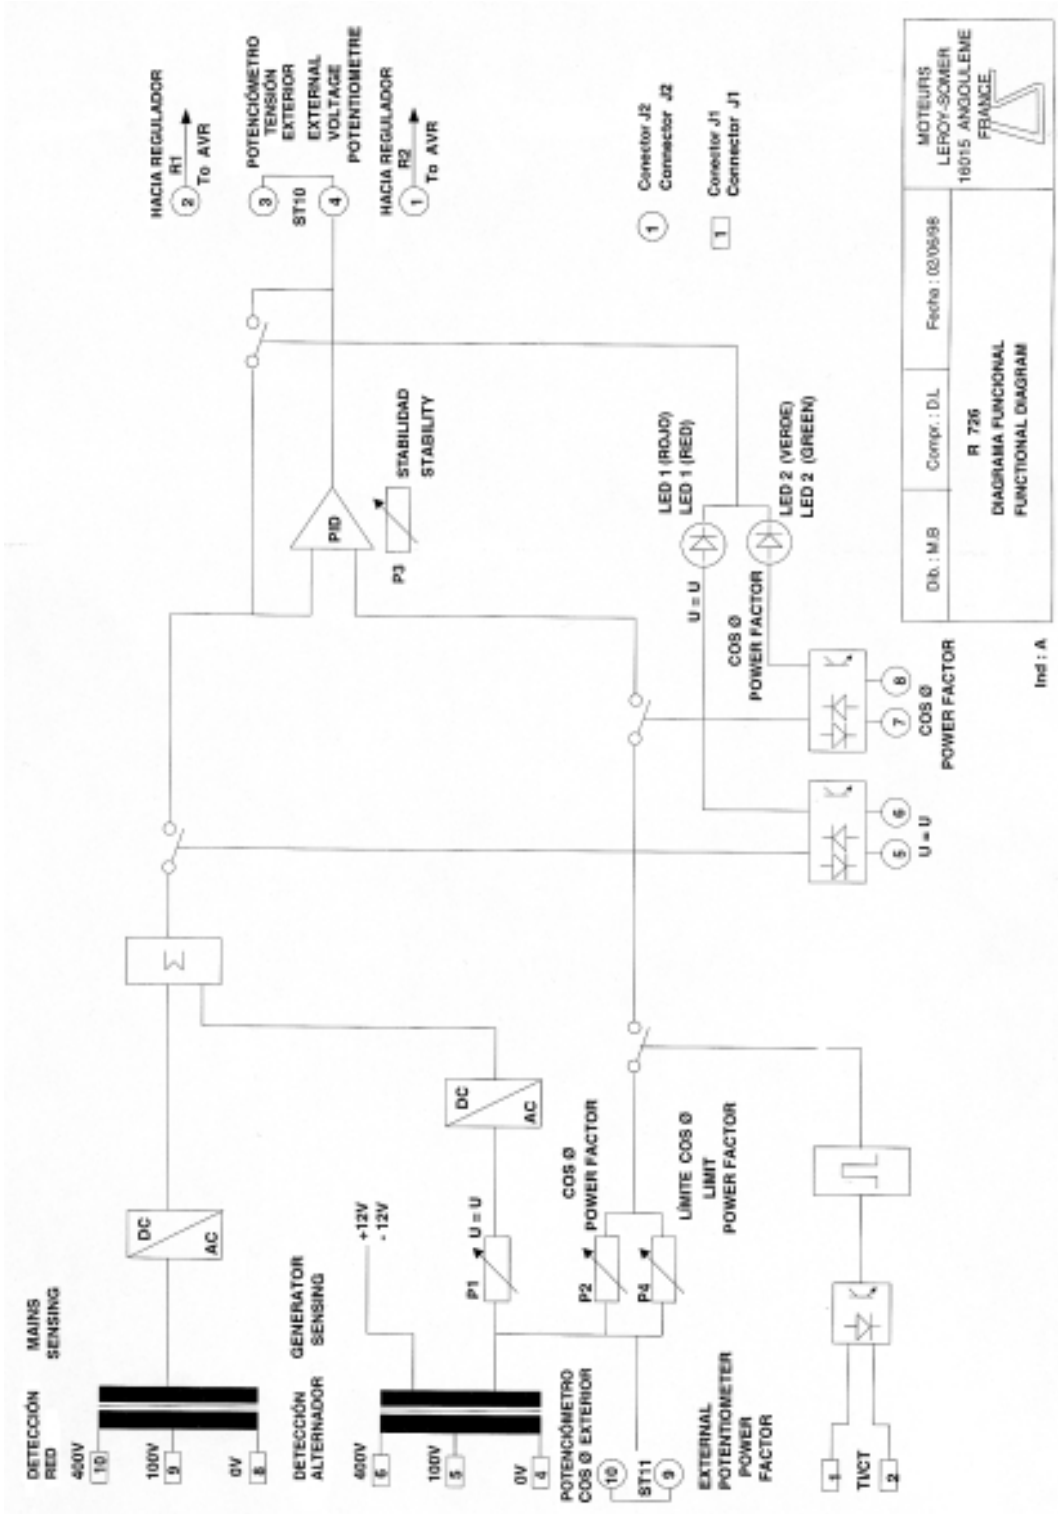 DETECCIÓN
RED
MAINS
SENSING
400V
10
100V
9
0V
8
DC
AC
Σ
DETECCIÓN
ALTERNADOR
GENERATOR
SENSING
400V
6
100V
5
0V
4
+12V
- 12V
P1
U = U
DC
AC
POTENCIÓMETRO
COS Ø EXTERIOR
10
ST11
9
EXTERNAL
POTENTIOMETER
POWER
FACTOR
COS Ø
POWER FACTOR
P2
P4
LÍMITE COS Ø
LIMIT
POWER FACTOR
1
TI/CT
2
5
6
U = U
7
8
COS Ø
POWER FACTOR
U = U
COS Ø
POWER FACTOR
LED 1 (ROJO)
LED 1 (RED)
LED 2 (VERDE)
LED 2 (GREEN)
PID
P3
STABILIDAD
STABILITY
HACIA REGULADOR
R1
2
To AVR
POTENCIÓMETRO
TENSIÓN
EXTERIOR
EXTERNAL
VOLTAGE
POTENTIOMETRE
3
ST10
4
HACIA REGULADOR
R2
1
To AVR
1
Conector J2
Connector J2
1
Conector J1
Connector J1
Dib. : M.B
Compr. : D.L
Fecha : 02/06/98
MOTEURS
LEROY-SOMER
16015 ANGOULEME
FRANCE
R 726
DIAGRAMA FUNCIONAL
FUNCTIONAL DIAGRAM
Ind : A